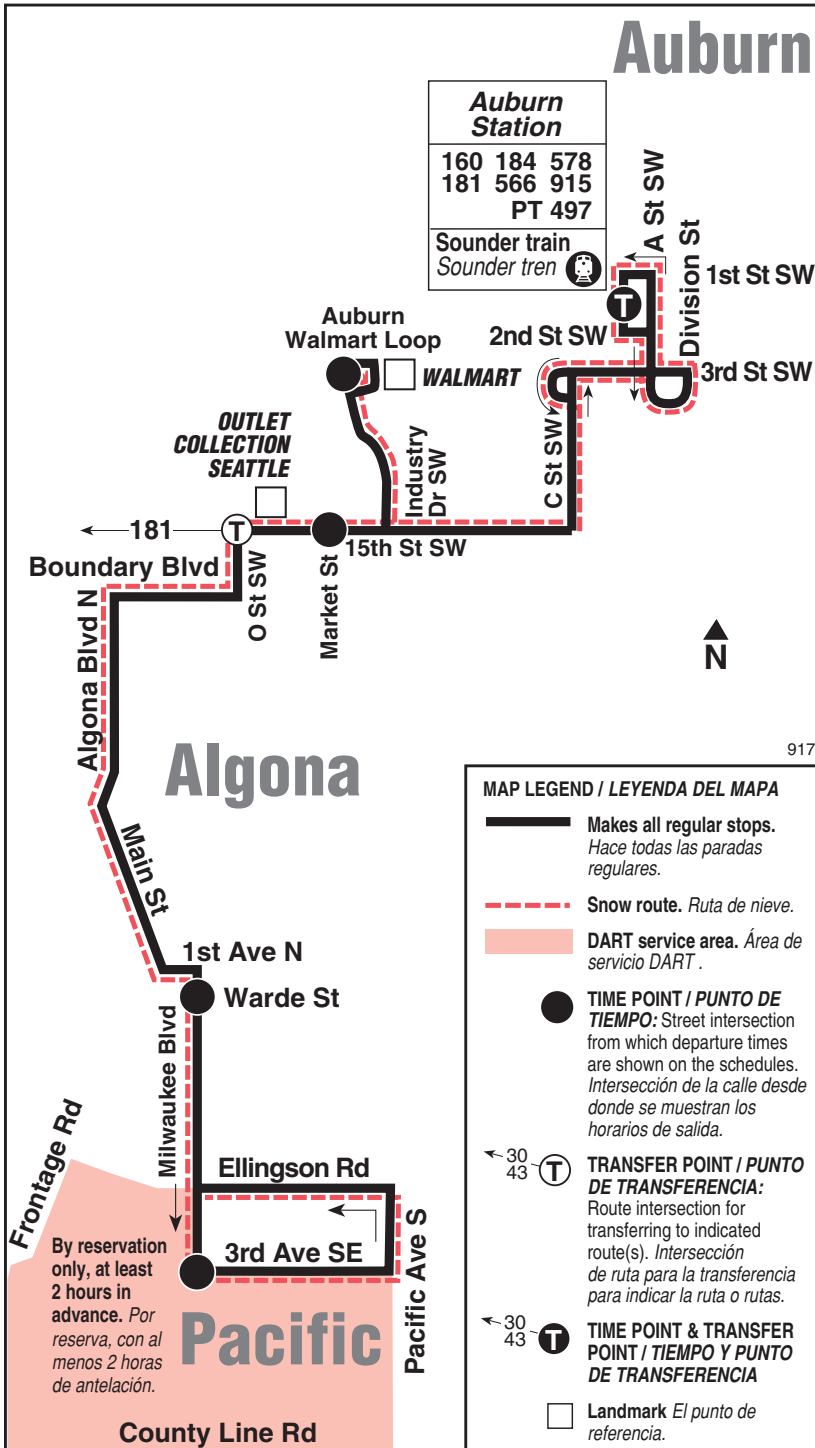 Auburn
Auburn
Station
160 184 578
181 566 915
PT 497
Sounder train
Sounder tren
A St SW
Division St
1st St SW
T
2nd St SW
3rd St SW
Auburn
Walmart Loop
WALMART
OUTLET
COLLECTION
SEATTLE
Industry
Dr SW
C St SW
181
T
15th St SW
Boundary Blvd
O St SW
Market St
Algona Blvd N
N
Algona
917
Main St
1st Ave N
Warde St
Milwaukee Blvd
Frontage Rd
Ellingson Rd
3rd Ave SE
Pacific Ave S
By reservation
only, at least
2 hours in
advance. Por
reserva, con al
menos 2 horas
de antelación.
Pacific
County Line Rd
MAP LEGEND / LEYENDA DEL MAPA
Makes all regular stops.
Hace todas las paradas
regulares.
Snow route. Ruta de nieve.
DART service area. Área de
servicio DART .
TIME POINT / PUNTO DE
TIEMPO: Street intersection
from which departure times
are shown on the schedules.
Intersección de la calle desde
donde se muestran los
horarios de salida.
30
43
T
TRANSFER POINT / PUNTO
DE TRANSFERENCIA:
Route intersection for
transferring to indicated
route(s). Intersección
de ruta para la transferencia
para indicar la ruta o rutas.
30
43
T
TIME POINT & TRANSFER
POINT / TIEMPO Y PUNTO
DE TRANSFERENCIA
Landmark El punto de
referencia.